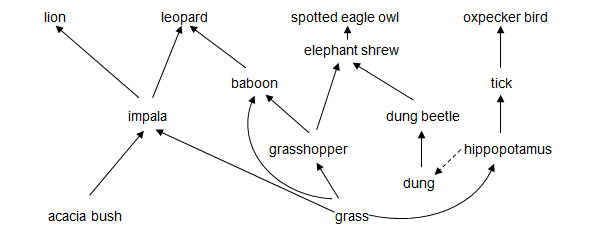 lion
leopard
spotted eagle owl
oxpecker bird
elephant shrew
baboon
tick
impala
dung beetle
grasshopper
hippopotamus
dung
acacia bush
grass